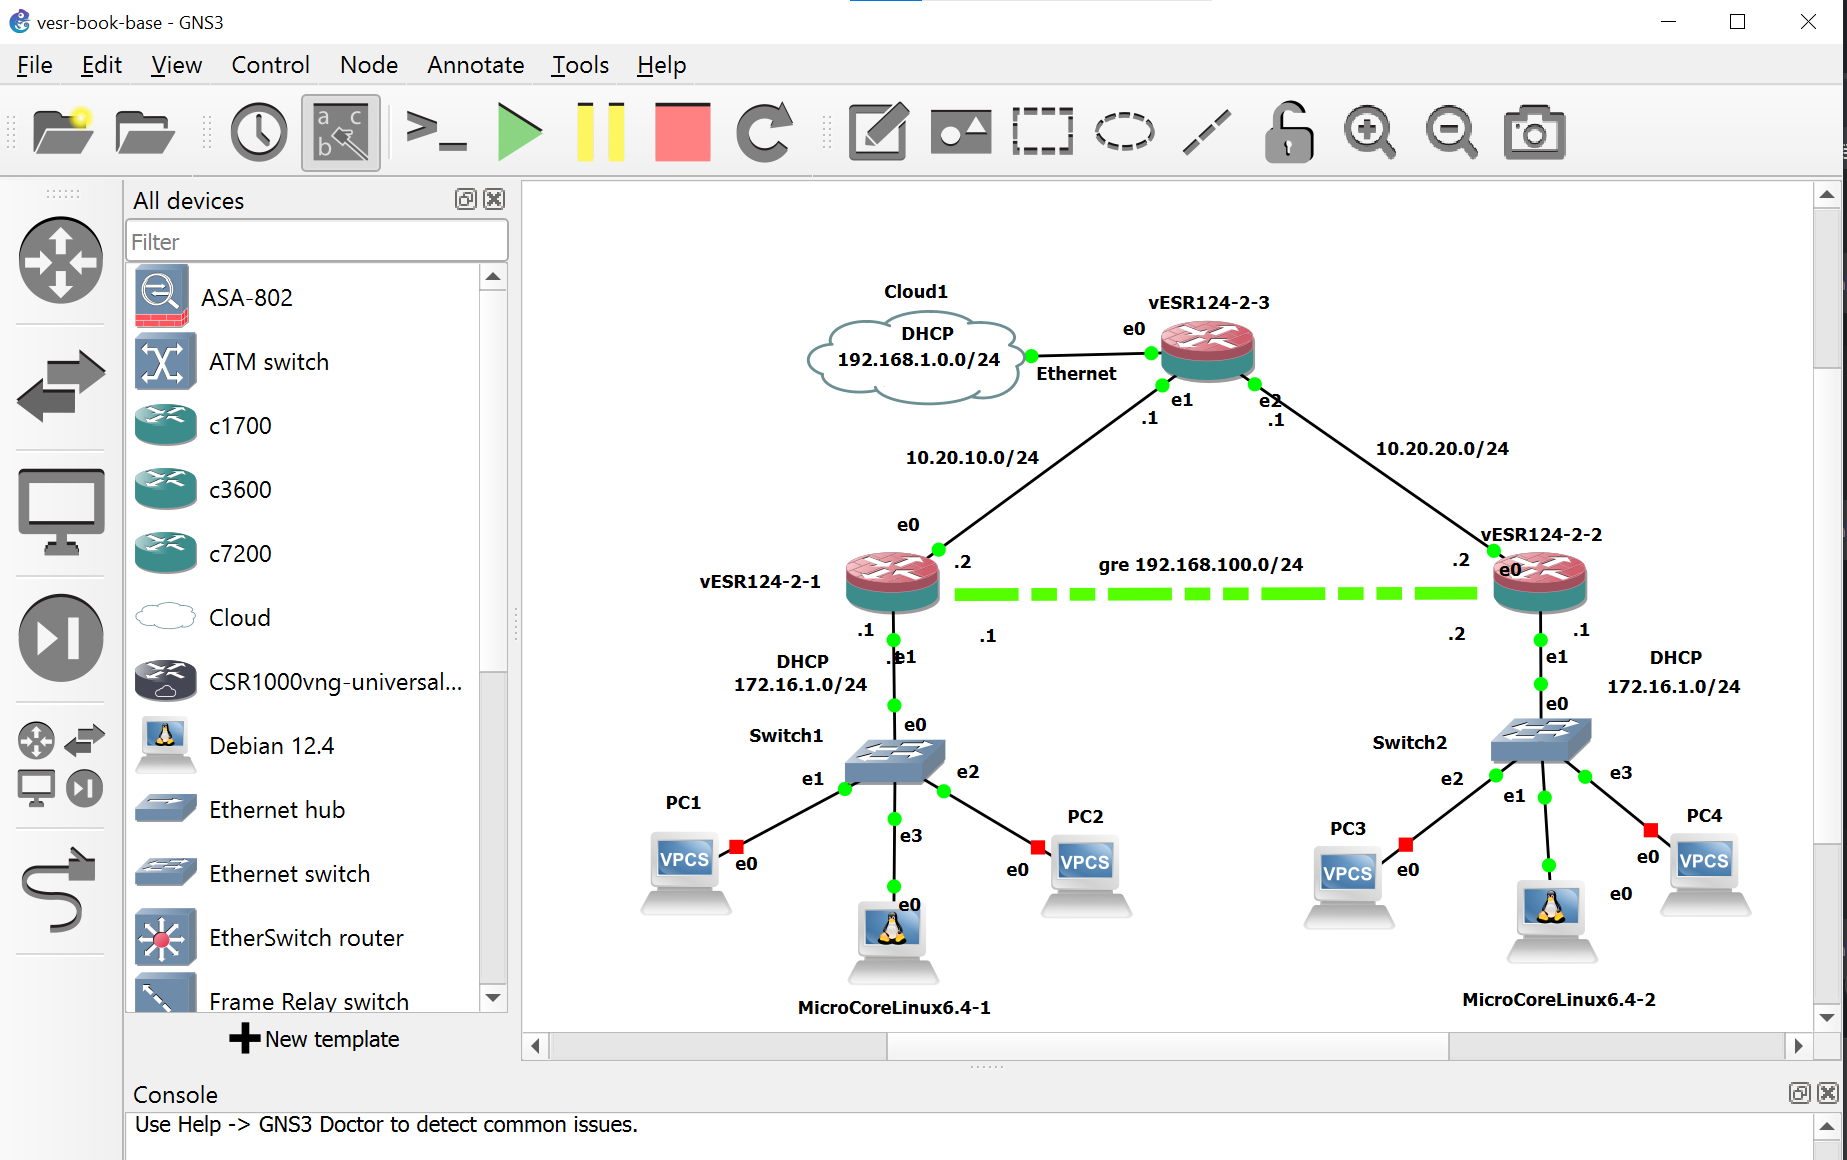 vesr-book-base - GNS3
File Edit View Control Node Annotate Tools Help
All devices
Filter
ASA-802
ATM switch
c1700
c3600
c7200
Cloud
CSR1000vng-universal...
Debian 12.4
Ethernet hub
Ethernet switch
EtherSwitch router
Frame Relay switch
New template
Cloud1
DHCP
192.168.1.0.0/24
Ethernet
vESR124-2-3
e0
e1
.1
e2
.1
10.20.10.0/24
10.20.20.0/24
e0
.2
vESR124-2-1
gre 192.168.100.0/24
vESR124-2-2
.2
e0
.1
.1
.2
.1
e1
DHCP
172.16.1.0/24
e1
DHCP
172.16.1.0/24
e0
Switch1
e0
Switch2
e1
e2
e3
e2
e1
e3
PC1
VPCS
e0
PC2
VPCS
e0
e0
MicroCoreLinux6.4-1
PC3
VPCS
e0
PC4
VPCS
e0
e0
MicroCoreLinux6.4-2
Console
Use Help -> GNS3 Doctor to detect common issues.